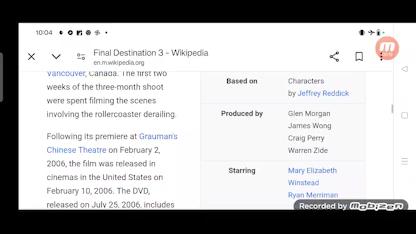 10:04
Final Destination 3 - Wikipedia
en.m.wikipedia.org
Vancouver, Canada. The first two
weeks of the three-month shoot
were spent filming the scenes
involving the rollercoaster derailing.
Following its premiere at Grauman's
Chinese Theatre on February 2,
2006, the film was released in
cinemas in the United States on
February 10, 2006. The DVD,
released on July 25, 2006, includes
Based on
Characters
by Jeffrey Reddick
Produced by
Glen Morgan
James Wong
Craig Perry
Warren Zide
Starring
Mary Elizabeth
Winstead
Ryan Merriman
Recorded by Mobizen